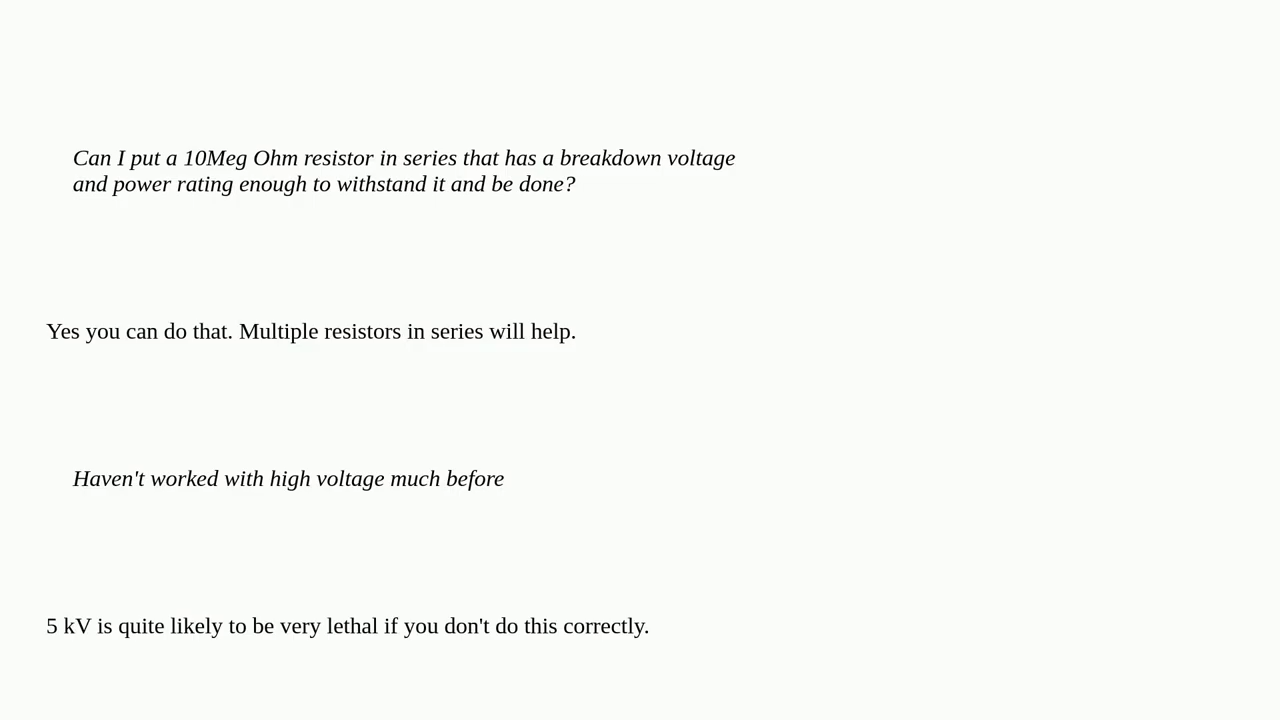 Can I put a 10Meg Ohm resistor in series that has a breakdown voltage
and power rating enough to withstand it and be done?
Yes you can do that. Multiple resistors in series will help.
Haven't worked with high voltage much before
5 kV is quite likely to be very lethal if you don't do this correctly.